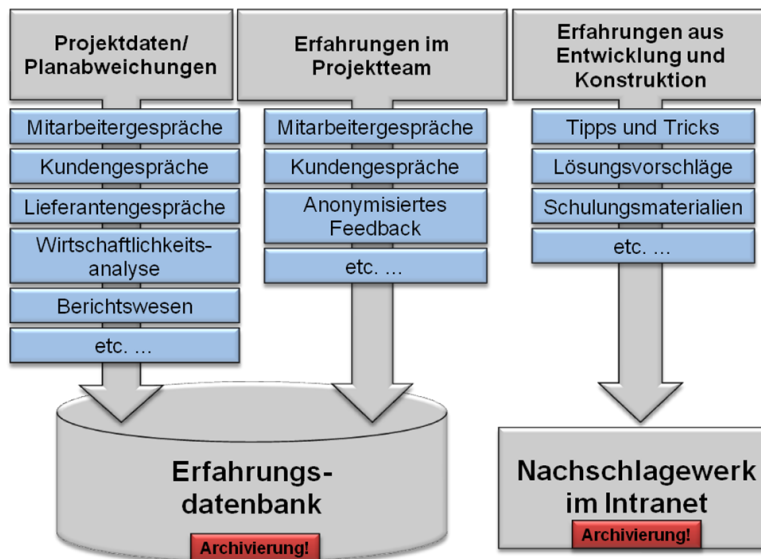 Projektdaten/
Planabweichungen
Mitarbeitergespräche
Kundengespräche
Lieferantengespräche
Wirtschaftlichkeits-
analyse
Berichtswesen
etc. ...
Erfahrungen im
Projektteam
Mitarbeitergespräche
Kundengespräche
Anonymisiertes
Feedback
etc. ...
Erfahrungen aus
Entwicklung und
Konstruktion
Tipps und Tricks
Lösungsvorschläge
Schulungsmaterialien
etc. ...
Erfahrungs-
datenbank
Archivierung!
Nachschlagewerk
im Intranet
Archivierung!